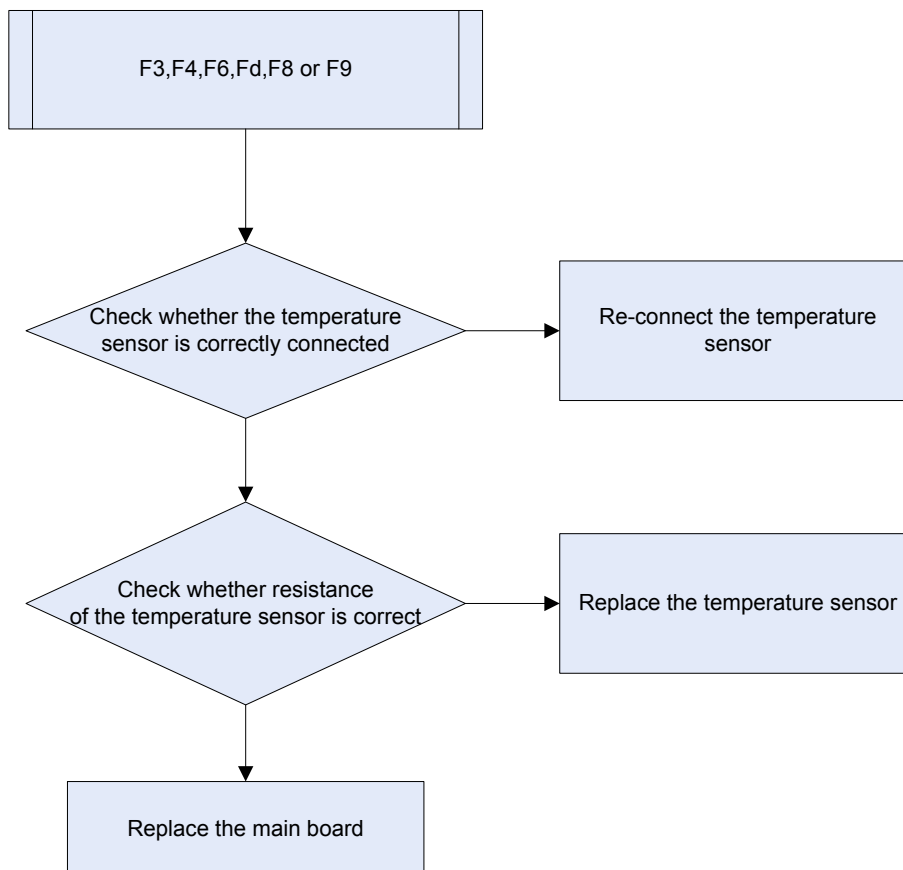 F3,F4,F6,Fd,F8 or F9
Check whether the temperature
sensor is correctly connected
Re-connect the temperature
sensor
Check whether resistance
of the temperature sensor is correct
Replace the temperature sensor
Replace the main board